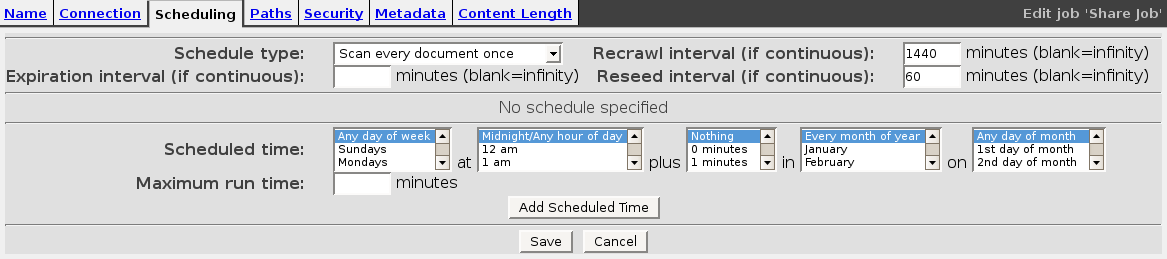 Name Connection Scheduling Paths Security Metadata Content Length Edit job 'Share Job'
Schedule type: Scan every document once Recrawl interval (if continuous): 1440 minutes (blank=infinity)
Expiration interval (if continuous): minutes (blank=infinity) Reseed interval (if continuous): 60 minutes (blank=infinity)
No schedule specified
Any day of week Midnight/Any hour of day Nothing Every month of year Any day of month
Scheduled time: Sundays 12 am 0 minutes January 1st day of month
Mondays at 1 am plus 1 minutes in February on 2nd day of month
Maximum run time: minutes
Add Scheduled Time
Save Cancel